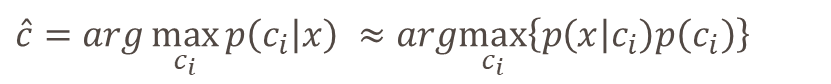 ĉ = arg max_{c_i} p(c_i|x) ≈ argmax_{c_i}{p(x|c_i)p(c_i)}